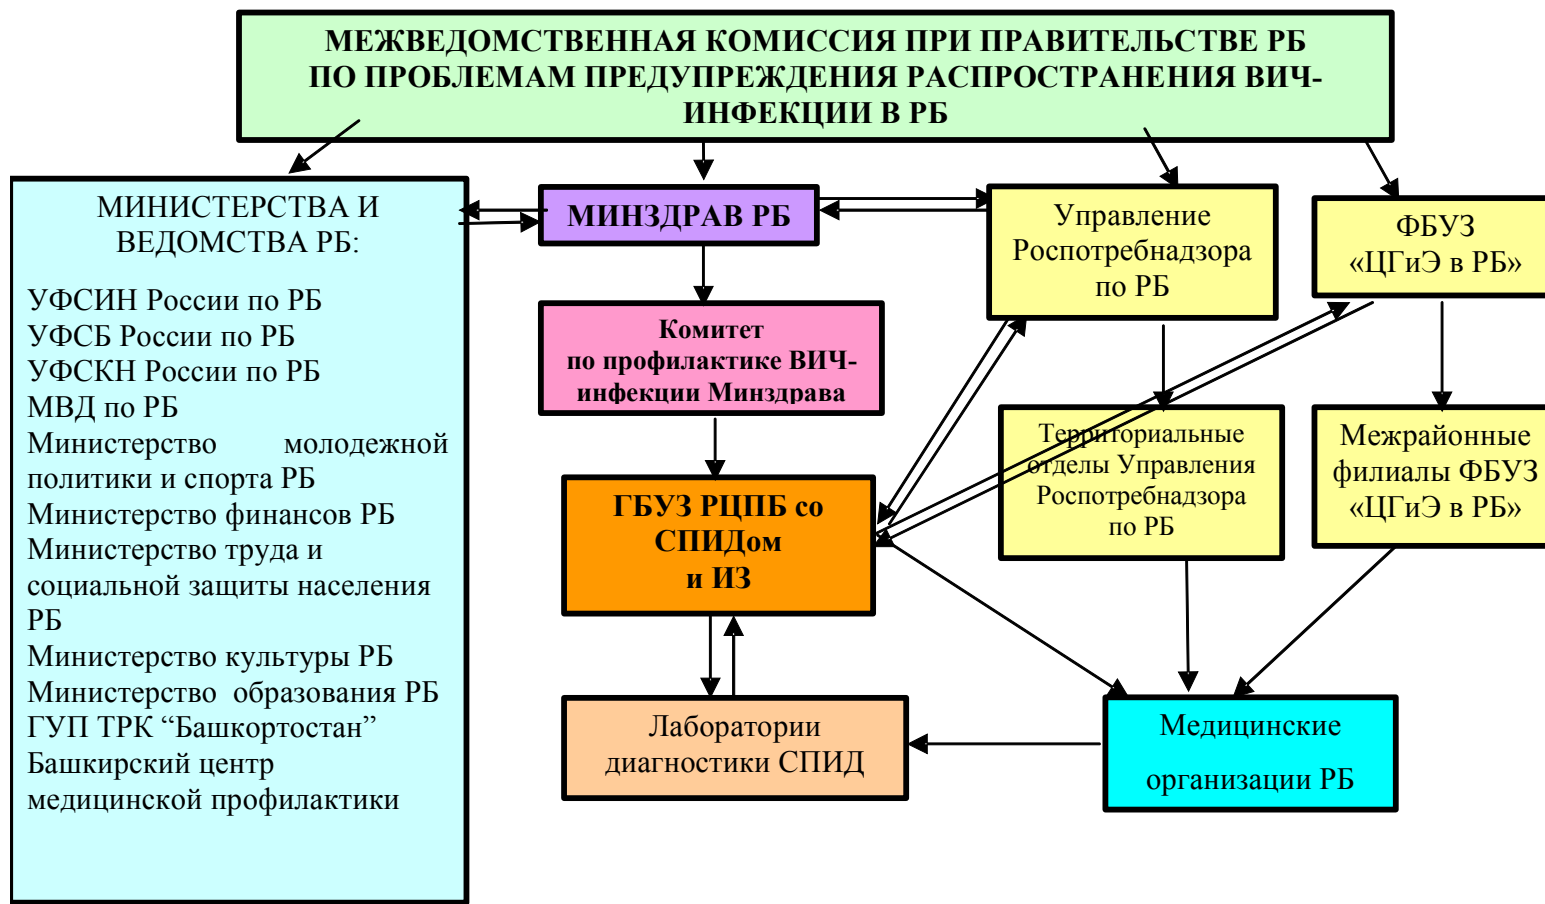 МЕЖВЕДОМСТВЕННАЯ КОМИССИЯ ПРИ ПРАВИТЕЛЬСТВЕ РБ
ПО ПРОБЛЕМАМ ПРЕДУПРЕЖДЕНИЯ РАСПРОСТРАНЕНИЯ ВИЧ-
ИНФЕКЦИИ В РБ
МИНИСТЕРСТВА И
ВЕДОМСТВА РБ:
УФСИН России по РБ
УФСБ России по РБ
УФСКН России по РБ
МВД по РБ
Министерство молодежной
политики и спорта РБ
Министерство финансов РБ
Министерство труда и
социальной защиты населения
РБ
Министерство культуры РБ
Министерство образования РБ
ГУП ТРК “Башкортостан”
Башкирский центр
медицинской профилактики
МИНЗДРАВ РБ
Управление
Роспотребнадзора
по РБ
ФБУЗ
«ЦГиЭ в РБ»
Комитет
по профилактике ВИЧ-
инфекции Минздрава
Территориальные
отделы Управления
Роспотребнадзора
по РБ
Межрайонные
филиалы ФБУЗ
«ЦГиЭ в РБ»
ГБУЗ РЦПБ со
СПИДом
и ИЗ
Лаборатории
диагностики СПИД
Медицинские
организации РБ